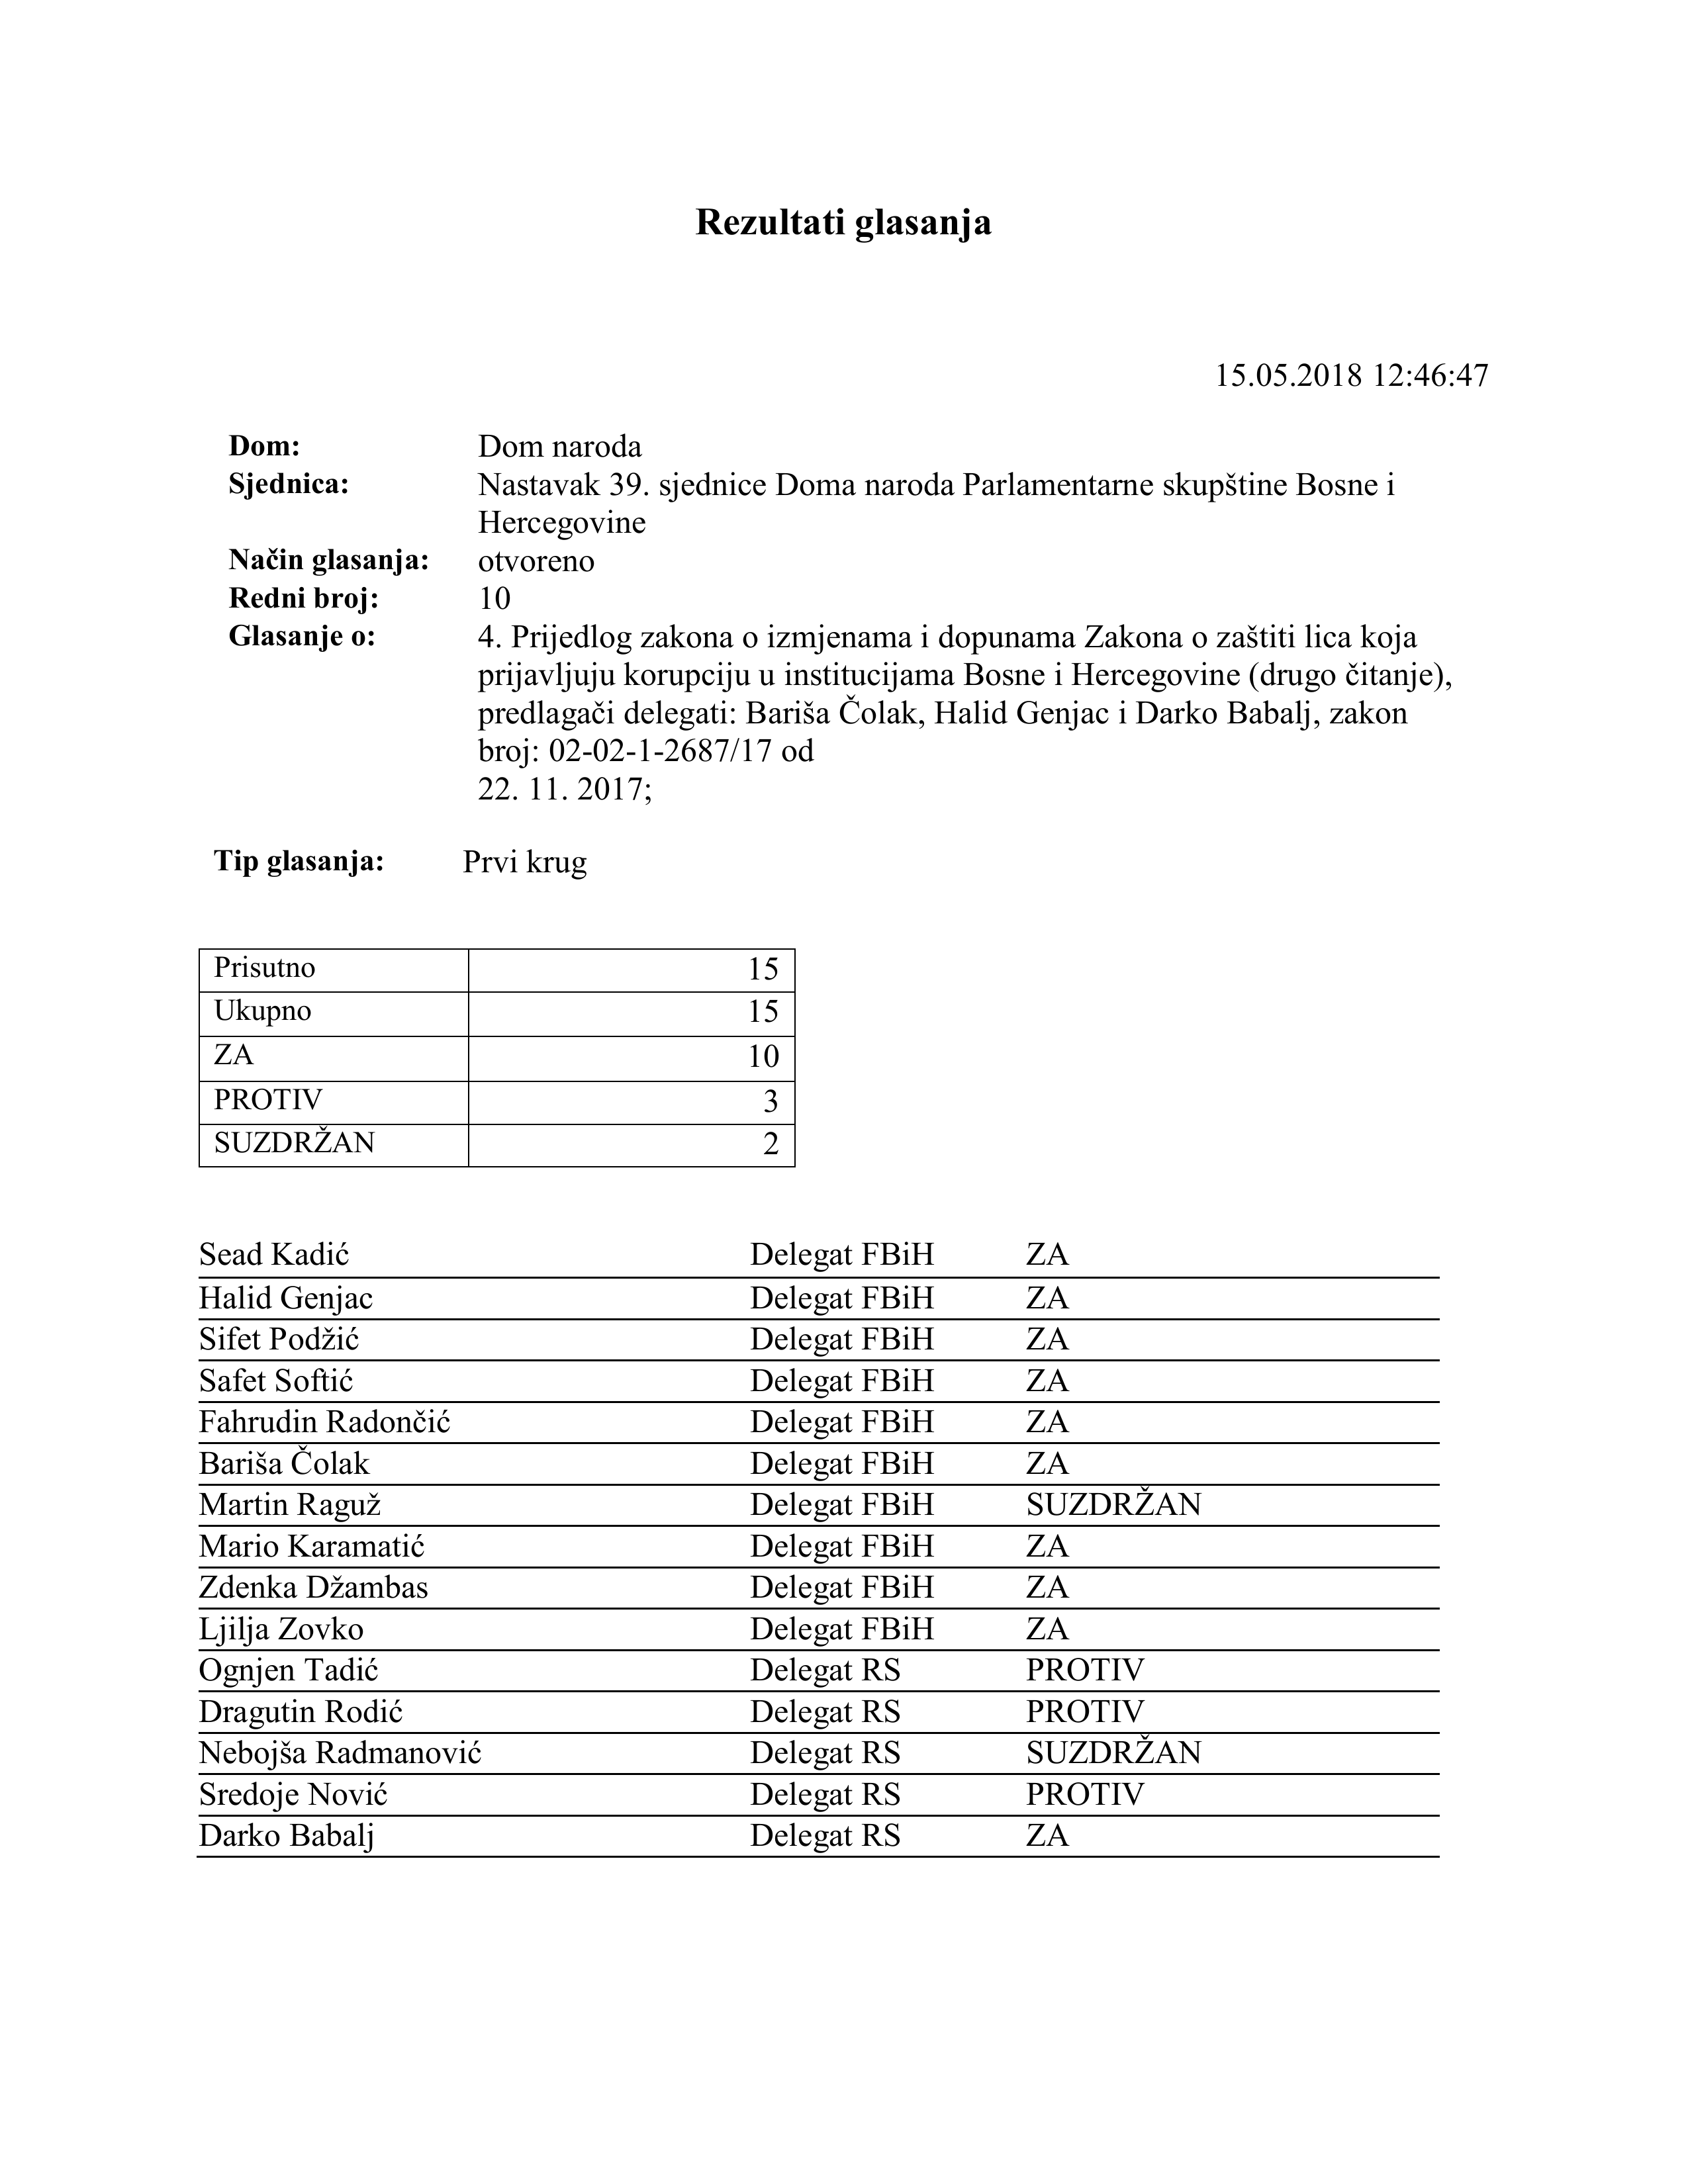 Rezultati glasanja
15.05.2018 12:46:47
Dom: Dom naroda
Sjednica: Nastavak 39. sjednice Doma naroda Parlamentarne skupštine Bosne i
Hercegovine
Način glasanja: otvoreno
Redni broj: 10
Glasanje o: 4. Prijedlog zakona o izmjenama i dopunama Zakona o zaštiti lica koja
prijavljuju korupciju u institucijama Bosne i Hercegovine (drugo čitanje),
predlagači delegati: Bariša Čolak, Halid Genjac i Darko Babalj, zakon
broj: 02-02-1-2687/17 od
22. 11. 2017;
Tip glasanja: Prvi krug
Prisutno 15
Ukupno 15
ZA 10
PROTIV 3
SUZDRŽAN 2
Sead Kadić Delegat FBiH ZA
Halid Genjac Delegat FBiH ZA
Sifet Podžić Delegat FBiH ZA
Safet Softić Delegat FBiH ZA
Fahrudin Radončić Delegat FBiH ZA
Bariša Čolak Delegat FBiH ZA
Martin Raguž Delegat FBiH SUZDRŽAN
Mario Karamatić Delegat FBiH ZA
Zdenka Džambas Delegat FBiH ZA
Ljilja Zovko Delegat FBiH ZA
Ognjen Tadić Delegat RS PROTIV
Dragutin Rodić Delegat RS PROTIV
Nebojša Radmanović Delegat RS SUZDRŽAN
Sredoje Nović Delegat RS PROTIV
Darko Babalj Delegat RS ZA